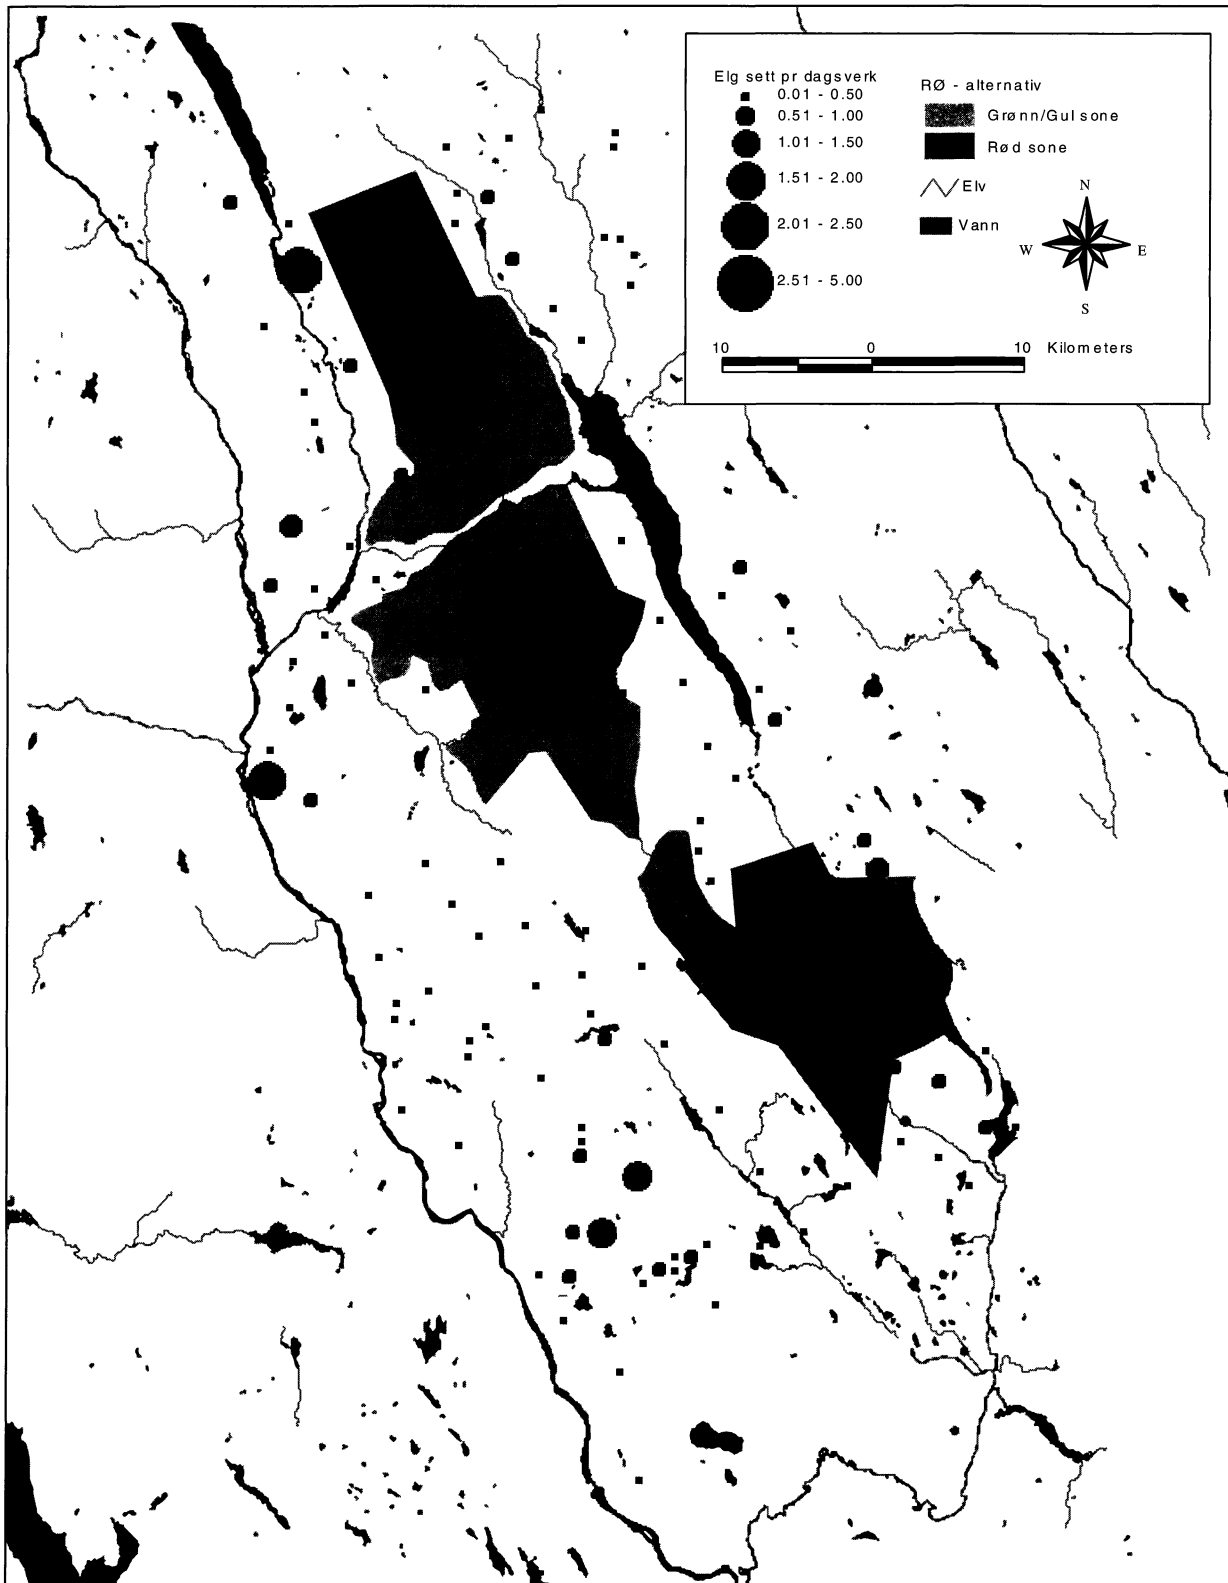 Elg sett pr dagsverk
0.01 - 0.50
0.51 - 1.00
1.01 - 1.50
1.51 - 2.00
2.01 - 2.50
2.51 - 5.00
RØ - alternativ
Grønn/Gul sone
Rød sone
Elv
Vann
N
W E
S
10 0 10 Kilometers